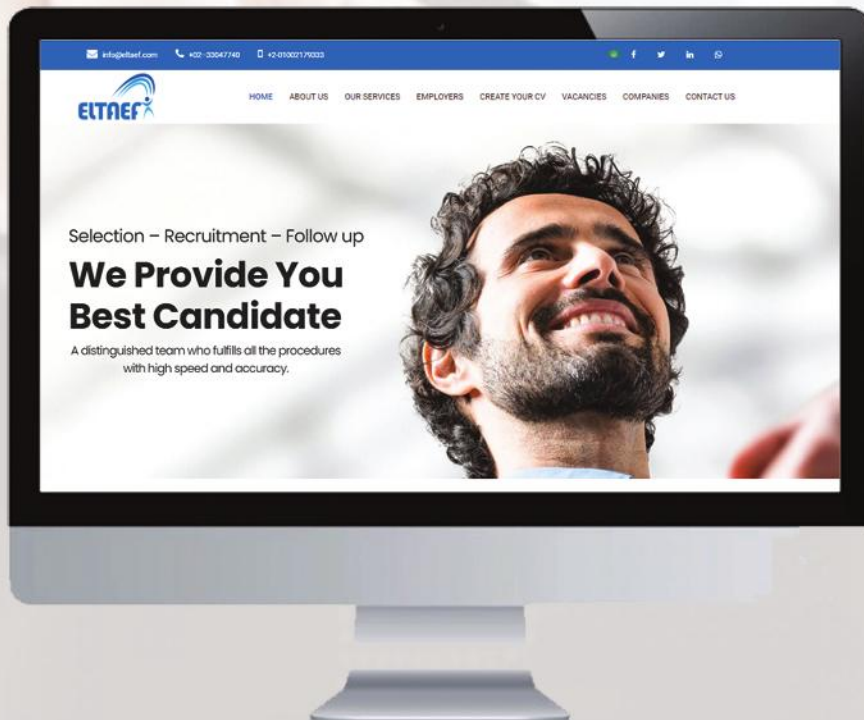 info@eltaef.com +02-33047740 +2-01002179333
ELTAEF
HOME ABOUT US OUR SERVICES EMPLOYERS CREATE YOUR CV VACANCIES COMPANIES CONTACT US
Selection – Recruitment – Follow up
We Provide You
Best Candidate
A distinguished team who fulfills all the procedures
with high speed and accuracy.